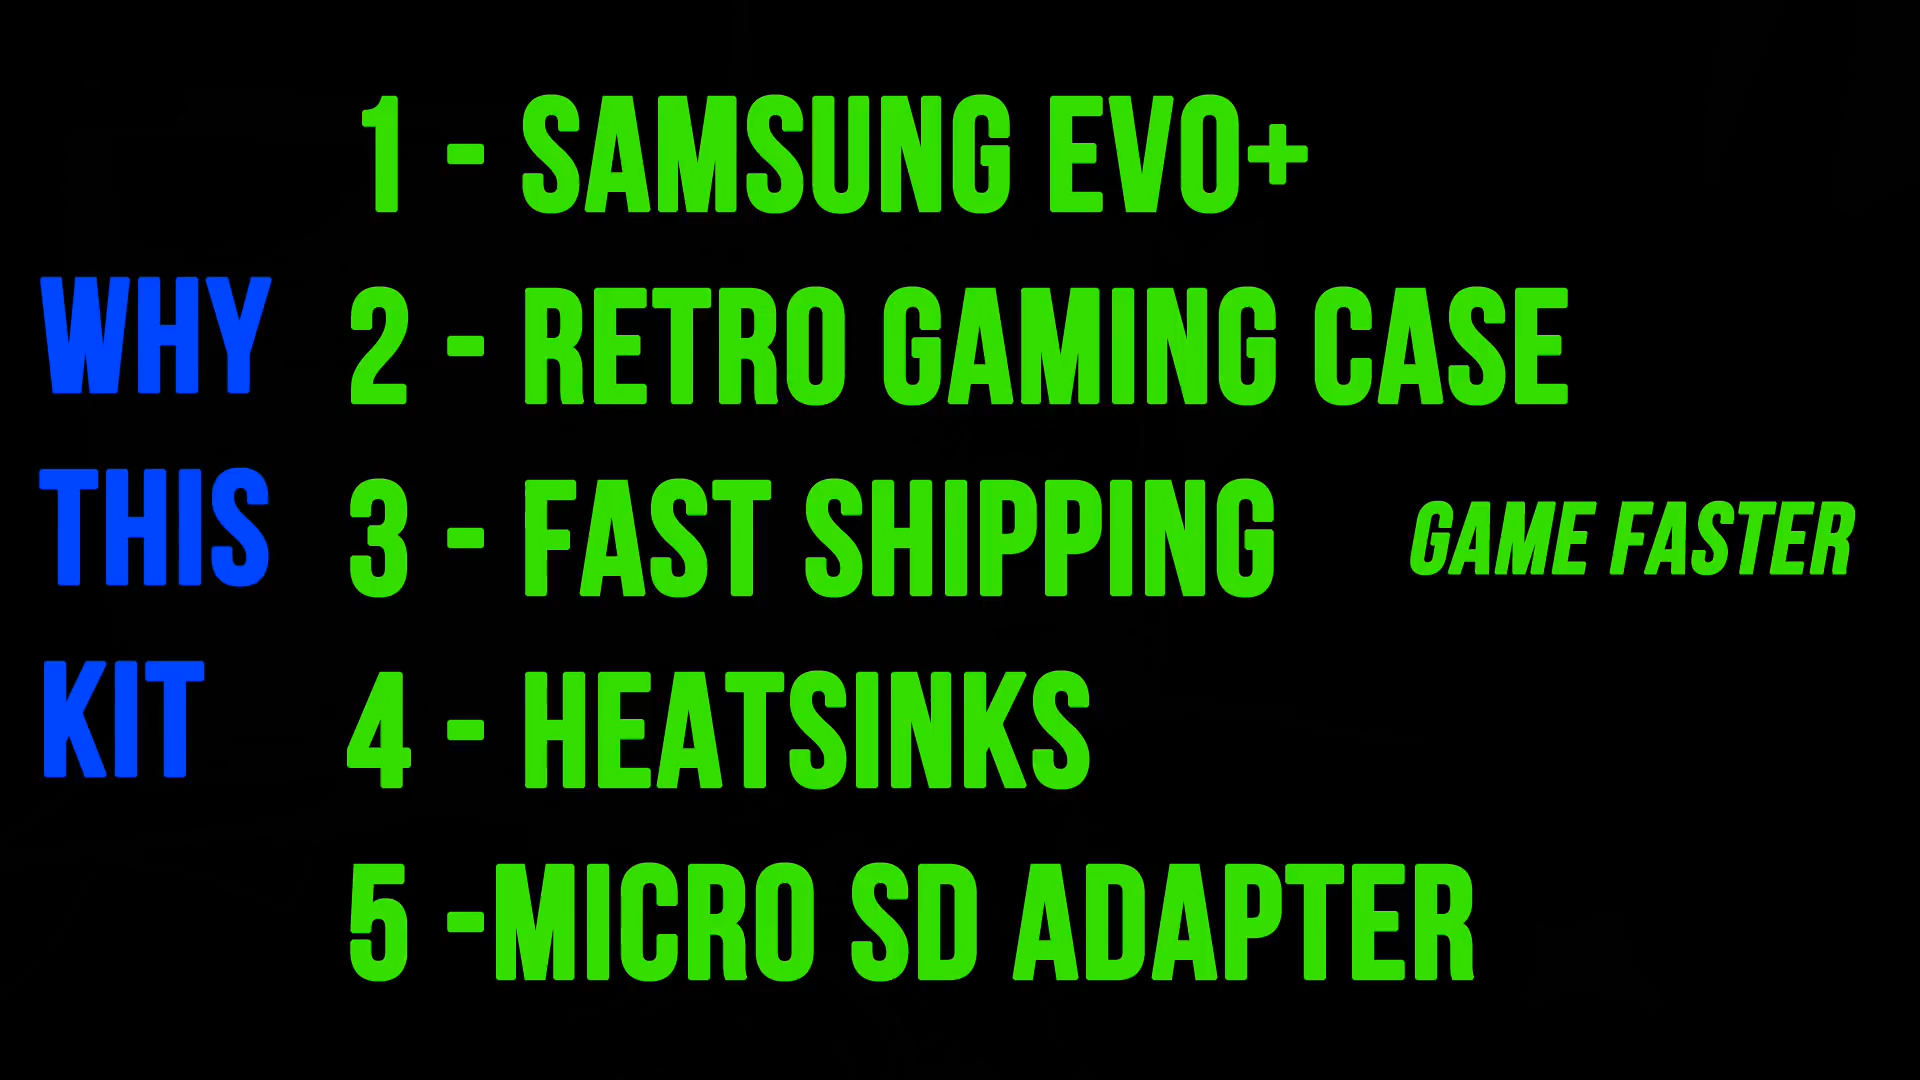 WHY
THIS
KIT
1 - SAMSUNG EVO+
2 - RETRO GAMING CASE
3 - FAST SHIPPING
GAME FASTER
4 - HEATSINKS
5 -MICRO SD ADAPTER